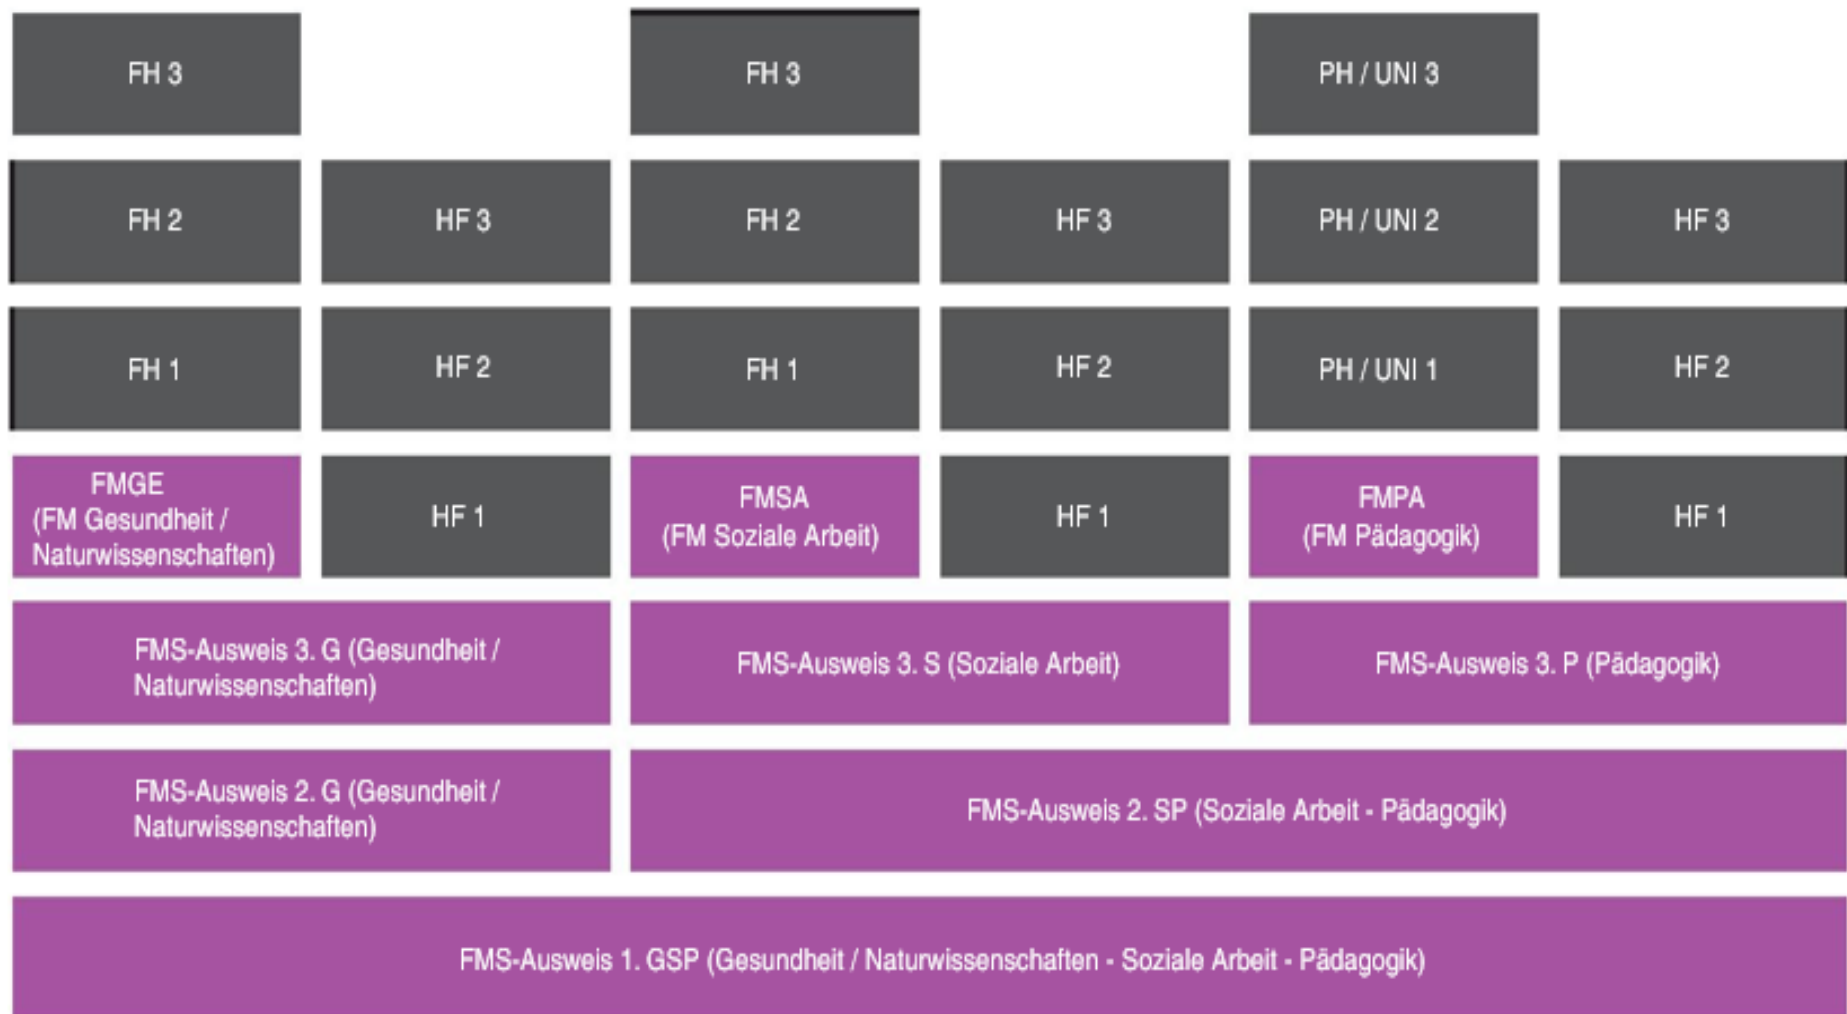 FH 3
FH 3
PH / UNI 3
FH 2
HF 3
FH 2
HF 3
PH / UNI 2
HF 3
FH 1
HF 2
FH 1
HF 2
PH / UNI 1
HF 2
FMGE
(FM Gesundheit /
Naturwissenschaften)
HF 1
FMSA
(FM Soziale Arbeit)
HF 1
FMPA
(FM Pädagogik)
HF 1
FMS-Ausweis 3. G (Gesundheit /
Naturwissenschaften)
FMS-Ausweis 3. S (Soziale Arbeit)
FMS-Ausweis 3. P (Pädagogik)
FMS-Ausweis 2. G (Gesundheit /
Naturwissenschaften)
FMS-Ausweis 2. SP (Soziale Arbeit - Pädagogik)
FMS-Ausweis 1. GSP (Gesundheit / Naturwissenschaften - Soziale Arbeit - Pädagogik)